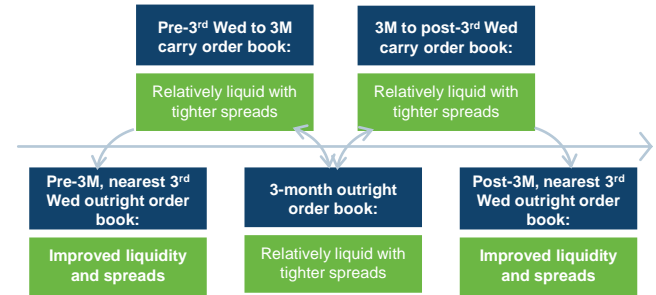 Pre-3rd Wed to 3M
carry order book:
Relatively liquid with
tighter spreads
3M to post-3rd Wed
carry order book:
Relatively liquid with
tighter spreads
Pre-3M, nearest 3rd
Wed outright order
book:
Improved liquidity
and spreads
3-month outright
order book:
Relatively liquid with
tighter spreads
Post-3M, nearest 3rd
Wed outright order
book:
Improved liquidity
and spreads